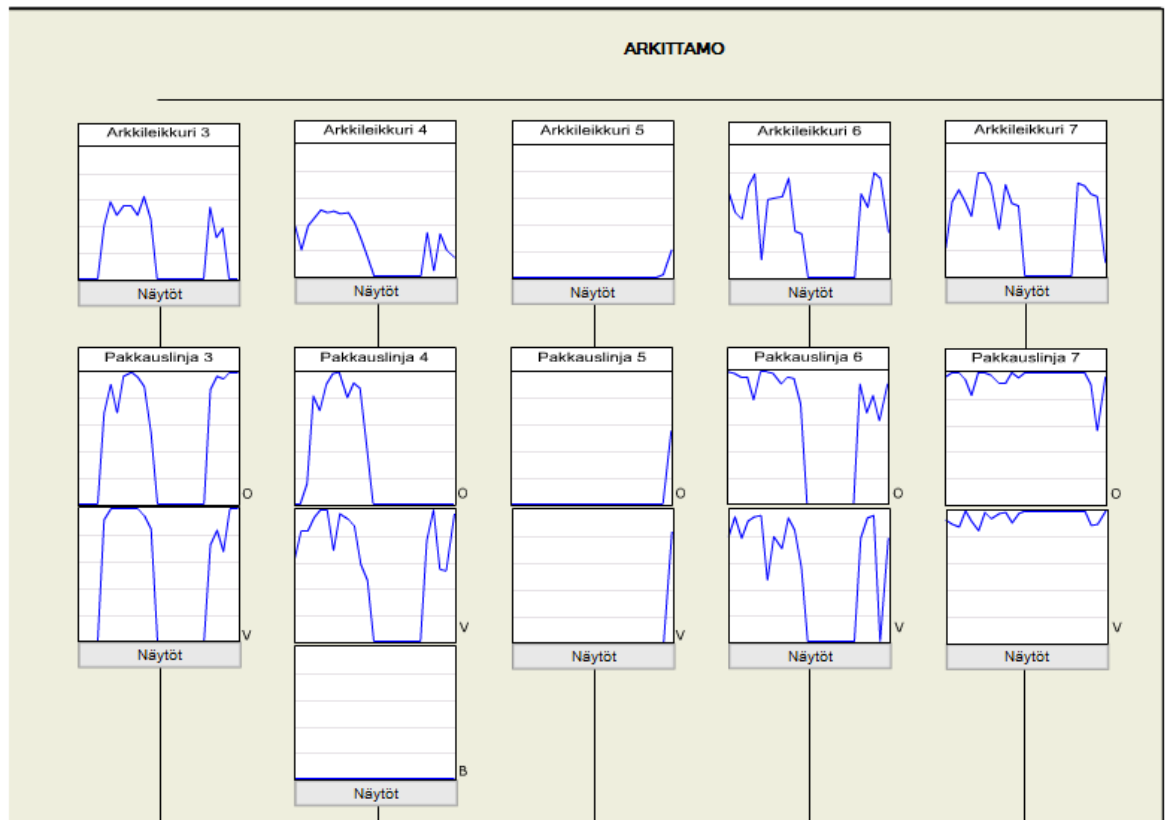 ARKITTAMO
Arkkileikkuri 3
Arkkileikkuri 4
Arkkileikkuri 5
Arkkileikkuri 6
Arkkileikkuri 7
Näytöt
Näytöt
Näytöt
Näytöt
Näytöt
Pakkauslinja 3
Pakkauslinja 4
Pakkauslinja 5
Pakkauslinja 6
Pakkauslinja 7
O
O
O
O
O
V
V
V
V
V
Näytöt
Näytöt
Näytöt
Näytöt
B
Näytöt